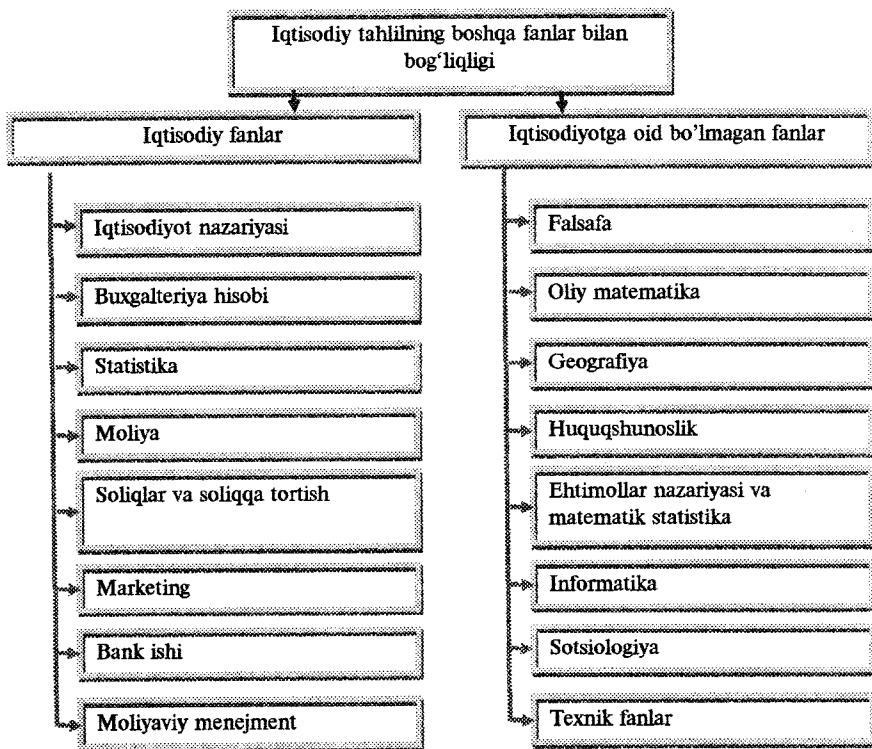 Iqtisodiy tahlilning boshqa fanlar bilan
bog‘liqligi
Iqtisodiy fanlar
Iqtisodiyot nazariyasi
Buxgalteriya hisobi
Statistika
Moliya
Soliqlar va soliqqa tortish
Marketing
Bank ishi
Moliyaviy menejment
Iqtisodiyotga oid bo’lmagan fanlar
Falsafa
Oliy matematika
Geografiya
Huquqshunoslik
Ehtimollar nazariyasi va
matematik statistika
Informatika
Sotsiologiya
Texnik fanlar